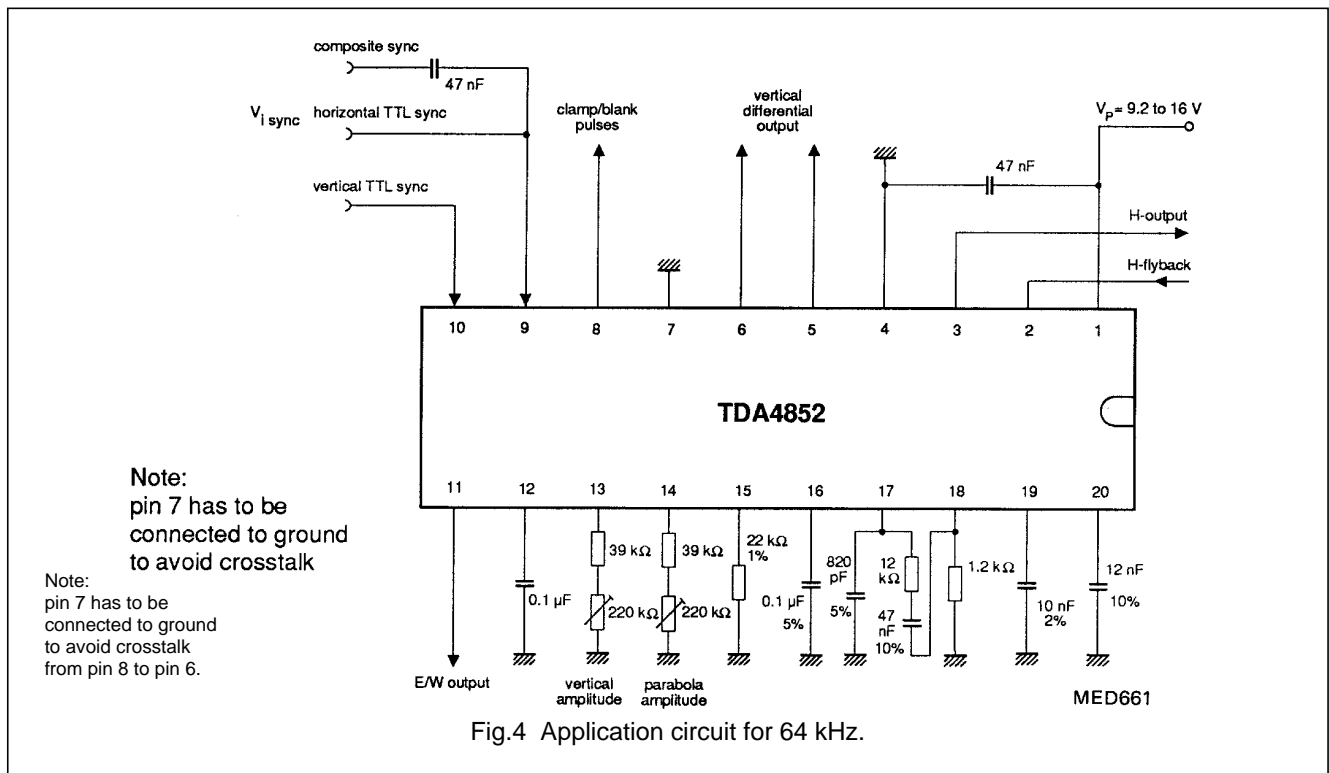 composite sync
47 nF
V i sync
horizontal TTL sync
vertical TTL sync
clamp/blank
pulses
vertical
differential
output
VP = 9.2 to 16 V
47 nF
H-output
H-flyback
10 9 8 7 6 5 4 3 2 1
TDA4852
11 12 13 14 15 16 17 18 19 20
Note:
pin 7 has to be
connected to ground
to avoid crosstalk
Note:
pin 7 has to be
connected to ground
to avoid crosstalk
from pin 8 to pin 6.
E/W output
0.1 µF
39 kΩ
220 kΩ
vertical
amplitude
39 kΩ
220 kΩ
parabola
amplitude
22 kΩ
1%
0.1 µF
5%
820
pF
5%
12
kΩ
47
nF
10%
1.2 kΩ
10 nF
2%
12 nF
10%
MED661
Fig.4 Application circuit for 64 kHz.